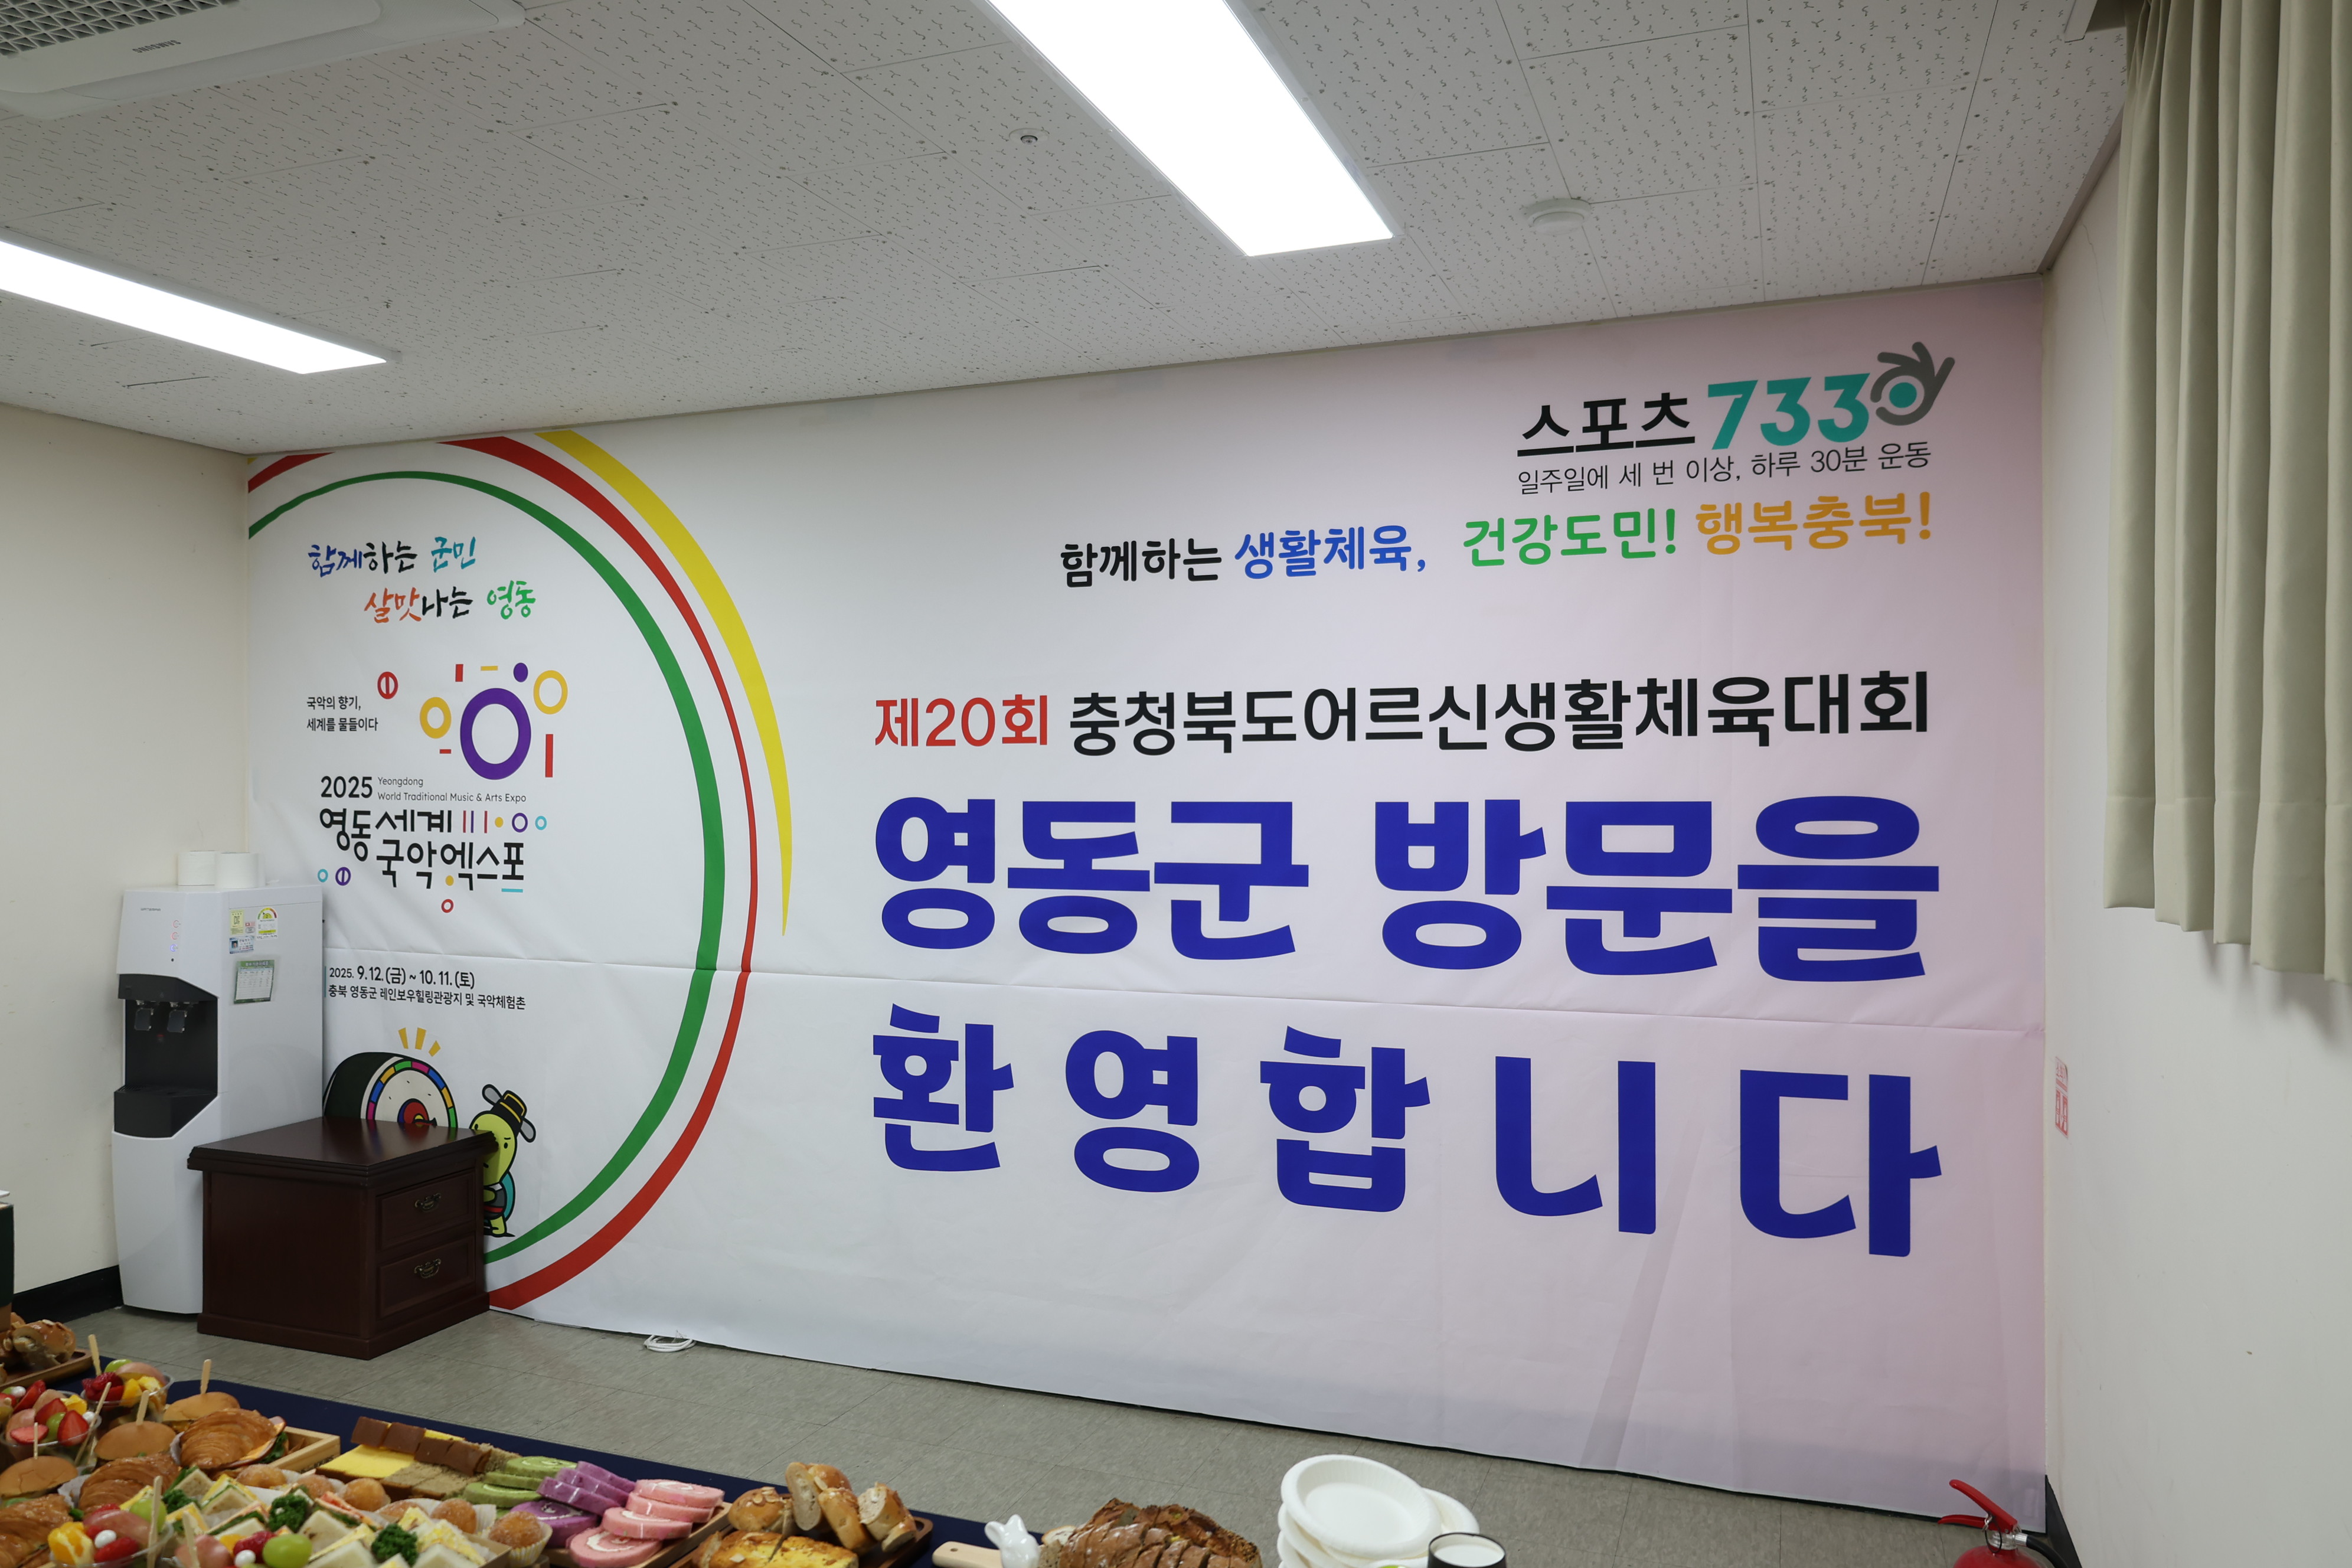 SAMSUNG
스포츠 7330
일주일에 세 번 이상, 하루 30분 운동
함께하는 생활체육, 건강도민! 행복충북!
함께하는 군민
살맛나는 영동
국악의 향기,
세계를 물들이다
2025 Yeongdong
World Traditional Music & Arts Expo
영동세계
국악엑스포
2025. 9.12.(금) ~ 10.11.(토)
충북 영동군 레인보우힐링관광지 및 국악체험촌
제20회 충청북도어르신생활체육대회
영동군 방문을
환영합니다